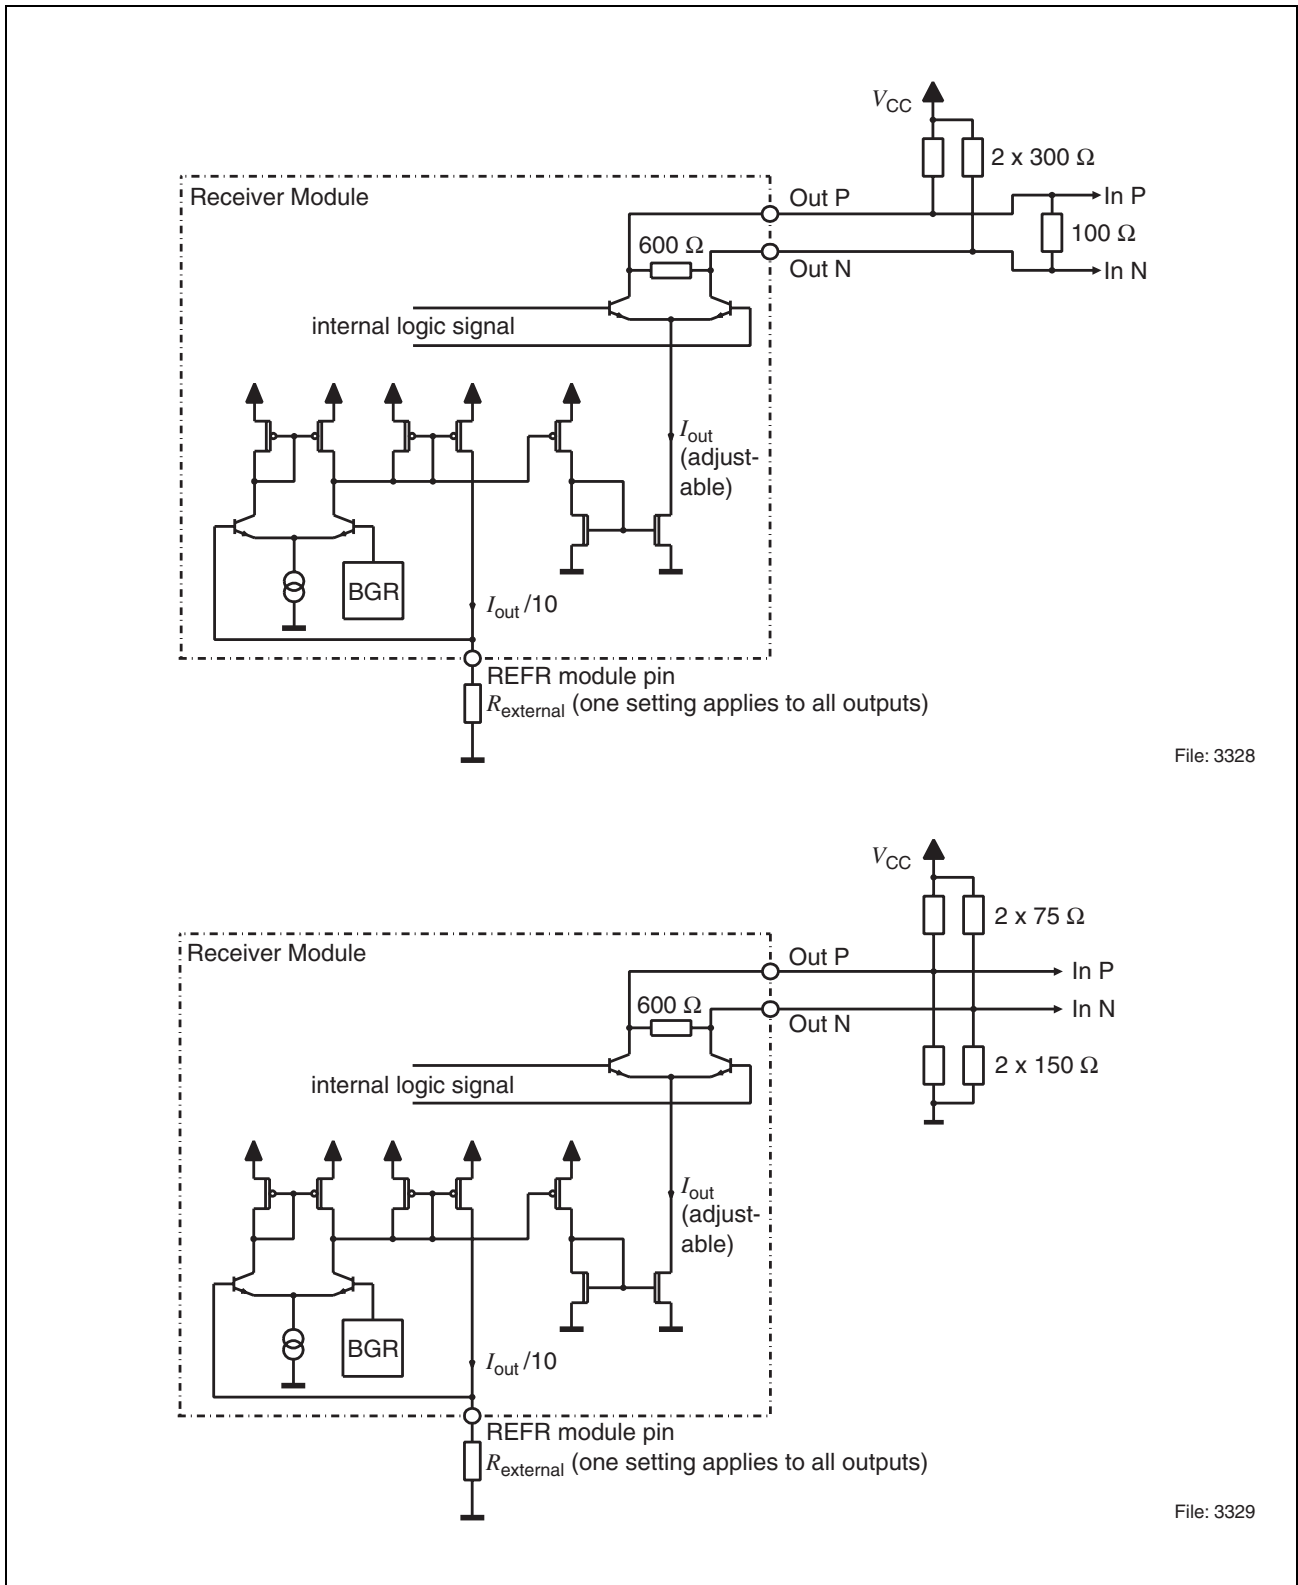 V_CC
2 x 300 Ω
Receiver Module
Out P
In P
600 Ω
100 Ω
Out N
In N
internal logic signal
I_out
(adjust-
able)
BGR
I_out /10
REFR module pin
R_external (one setting applies to all outputs)
File: 3328
V_CC
2 x 75 Ω
Receiver Module
Out P
In P
600 Ω
In N
Out N
2 x 150 Ω
internal logic signal
I_out
(adjust-
able)
BGR
I_out /10
REFR module pin
R_external (one setting applies to all outputs)
File: 3329